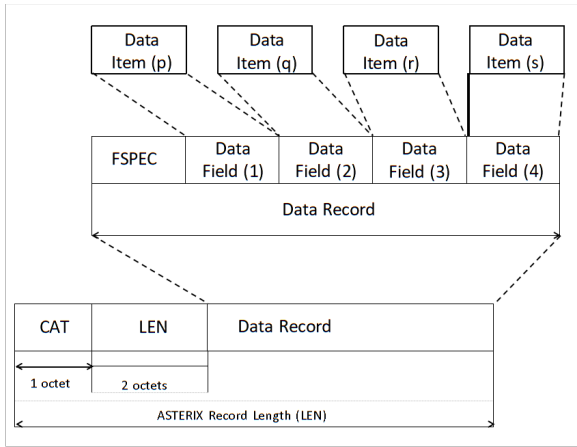 Data
Item (p)
Data
Item (q)
Data
Item (r)
Data
Item (s)
FSPEC
Data
Field (1)
Data
Field (2)
Data
Field (3)
Data
Field (4)
Data Record
CAT
LEN
Data Record
1 octet
2 octets
ASTERIX Record Length (LEN)